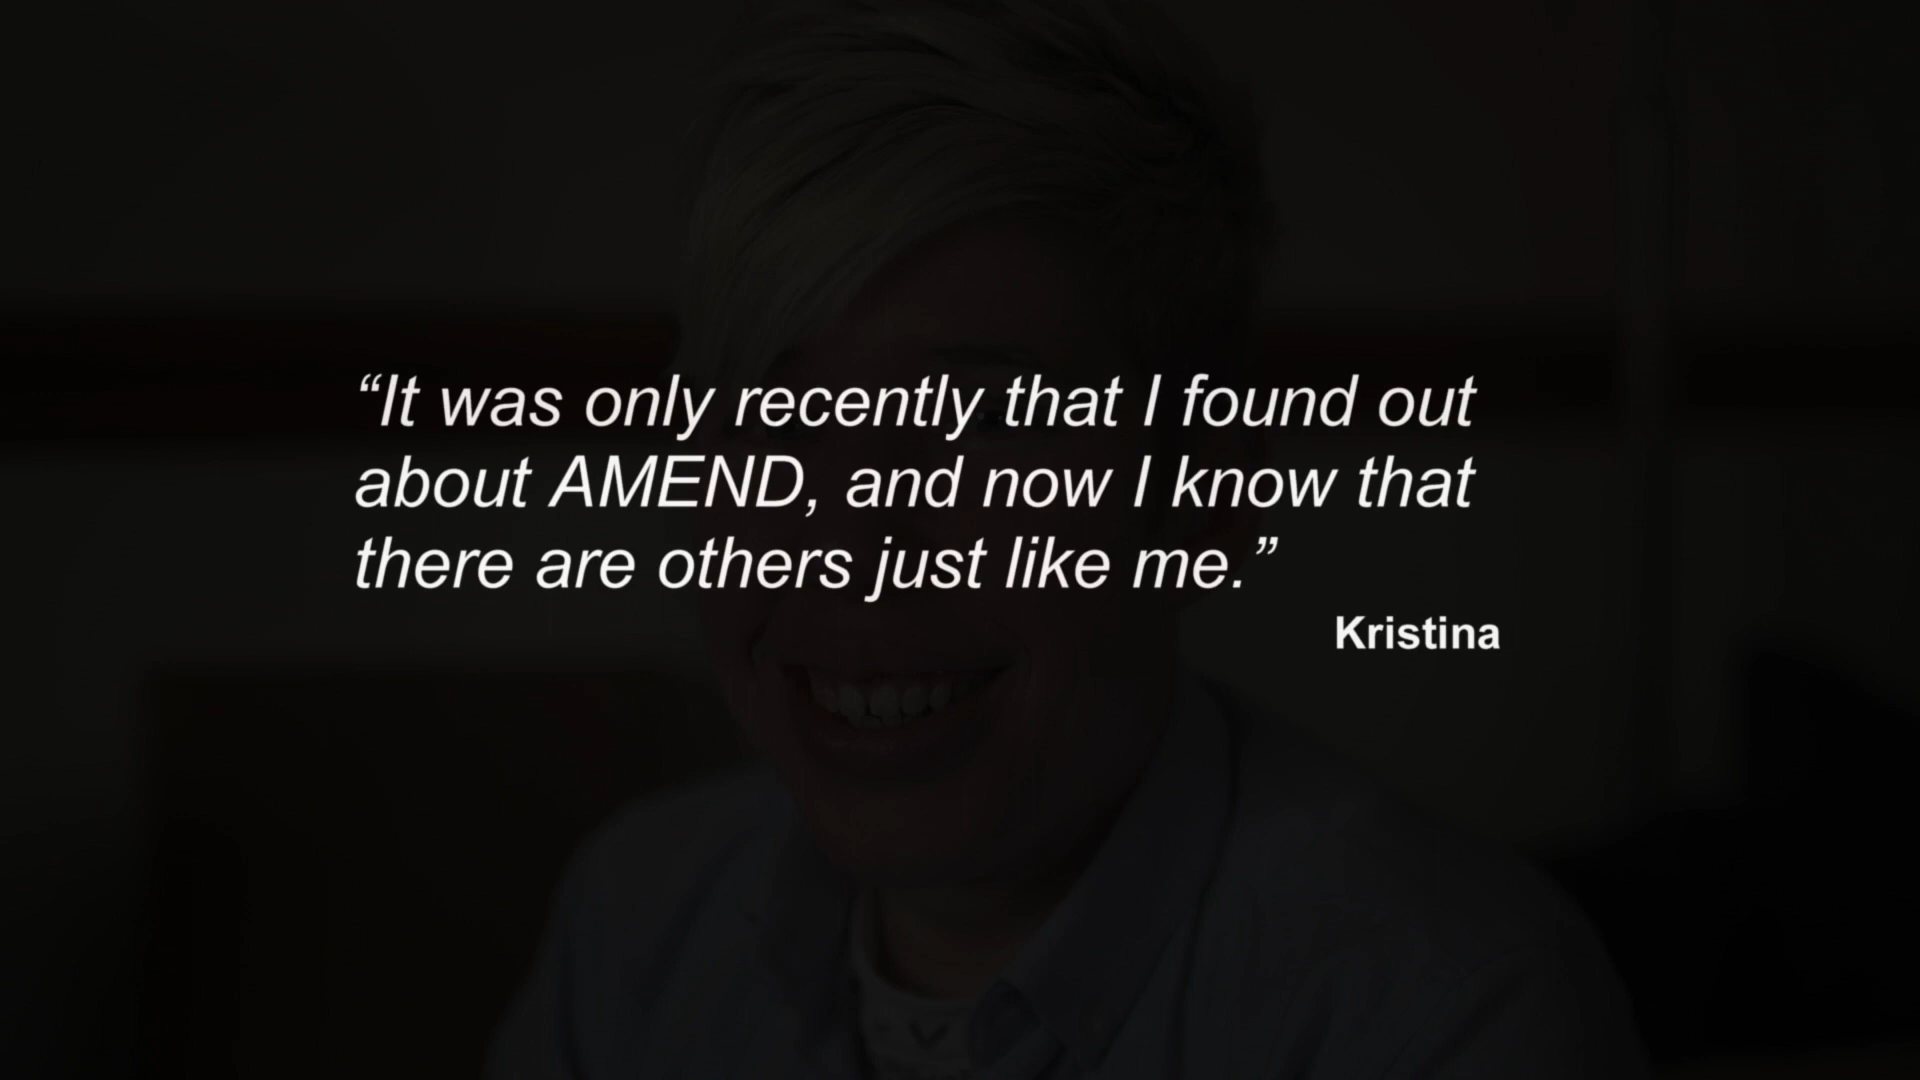 “It was only recently that I found out
about AMEND, and now I know that
there are others just like me.”
Kristina